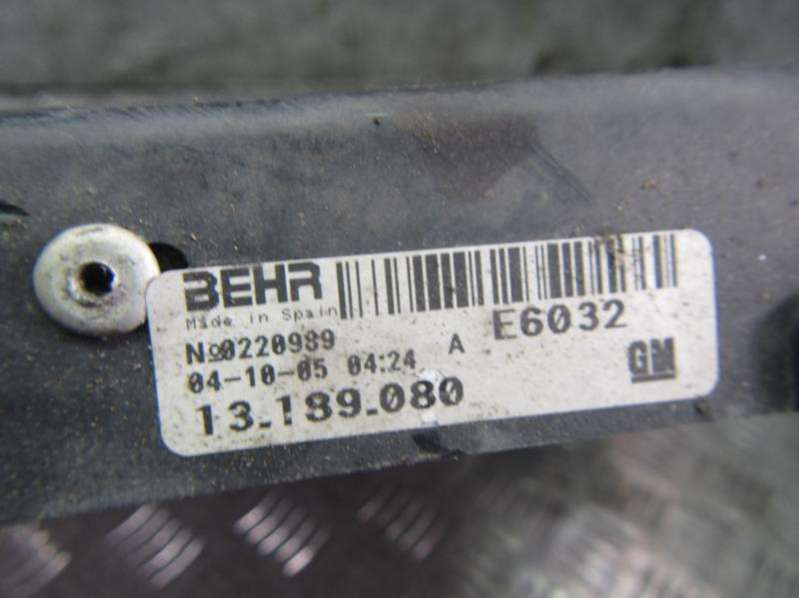 BEHR
Made in Spain
E6032
Nº0220989 A
04-10-05 04:24
GM
13.189.080